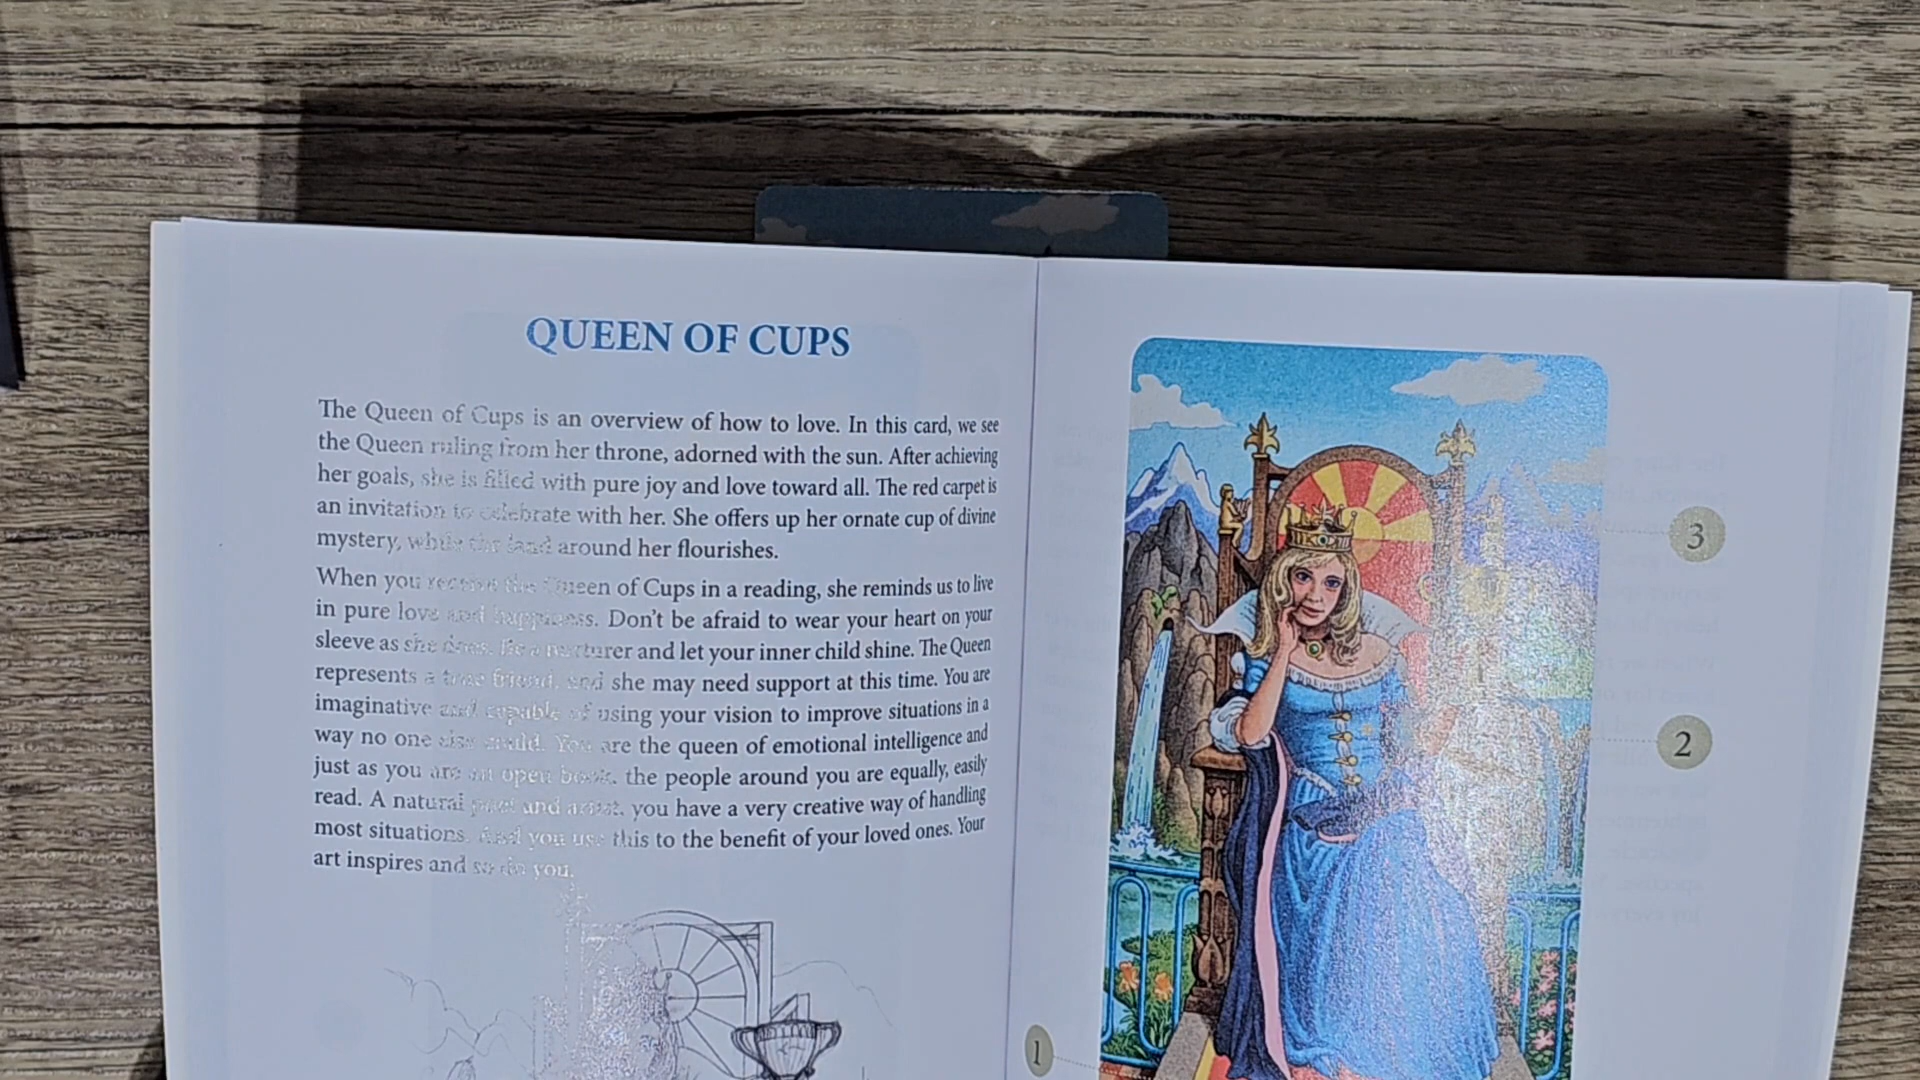 QUEEN OF CUPS
The Queen of Cups is an overview of how to love. In this card, we see
the Queen ruling from her throne, adorned with the sun. After achieving
her goals, she is filled with pure joy and love toward all. The red carpet is
an invitation to celebrate with her. She offers up her ornate cup of divine
mystery, while the land around her flourishes.
When you receive the Queen of Cups in a reading, she reminds us to live
in pure love and happiness. Don't be afraid to wear your heart on your
sleeve as she does. Be a nurturer and let your inner child shine. The Queen
represents a true friend, and she may need support at this time. You are
imaginative and capable of using your vision to improve situations in a
way no one else could. You are the queen of emotional intelligence and
just as you are an open book, the people around you are equally, easily
read. A natural poet and artist, you have a very creative way of handling
most situations. And you use this to the benefit of your loved ones. Your
art inspires and so do you.
3
2
1